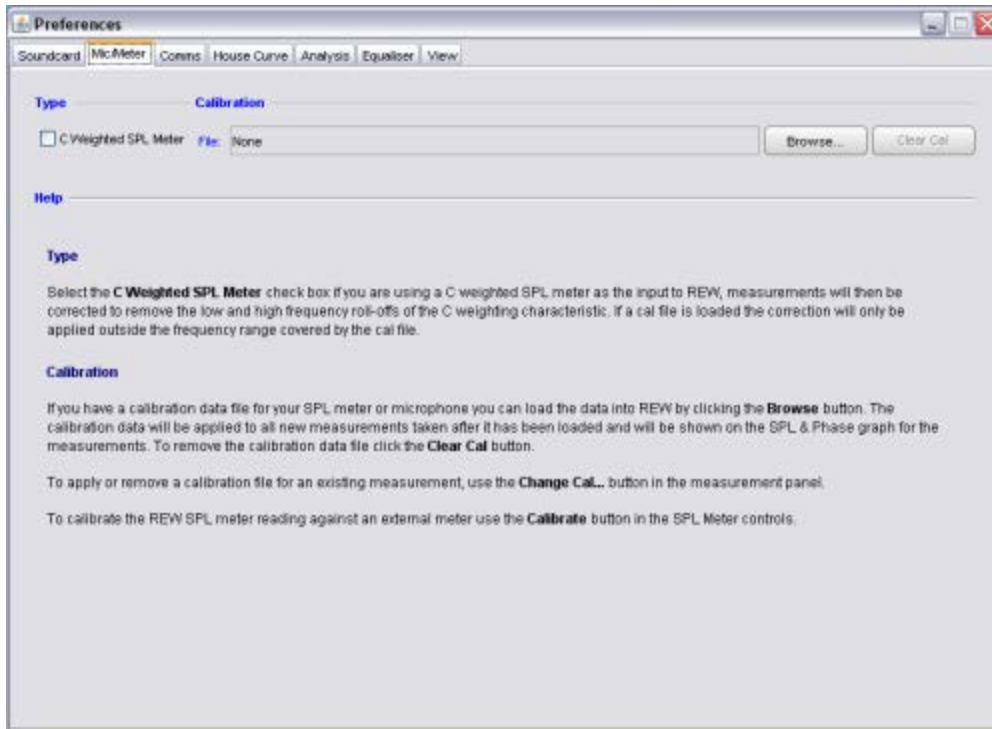 Preferences
Soundcard Mic/Meter Comms House Curve Analysis Equaliser View
Type Calibration
C Weighted SPL Meter File: None Browse... Clear Cal
Help
Type
Select the C Weighted SPL Meter check box if you are using a C weighted SPL meter as the input to REW, measurements will then be
corrected to remove the low and high frequency roll-offs of the C weighting characteristic. If a cal file is loaded the correction will only be
applied outside the frequency range covered by the cal file.
Calibration
If you have a calibration data file for your SPL meter or microphone you can load the data into REW by clicking the Browse button. The
calibration data will be applied to all new measurements taken after it has been loaded and will be shown on the SPL & Phase graph for the
measurements. To remove the calibration data file click the Clear Cal button.
To apply or remove a calibration file for an existing measurement, use the Change Cal... button in the measurement panel.
To calibrate the REW SPL meter reading against an external meter use the Calibrate button in the SPL Meter controls.